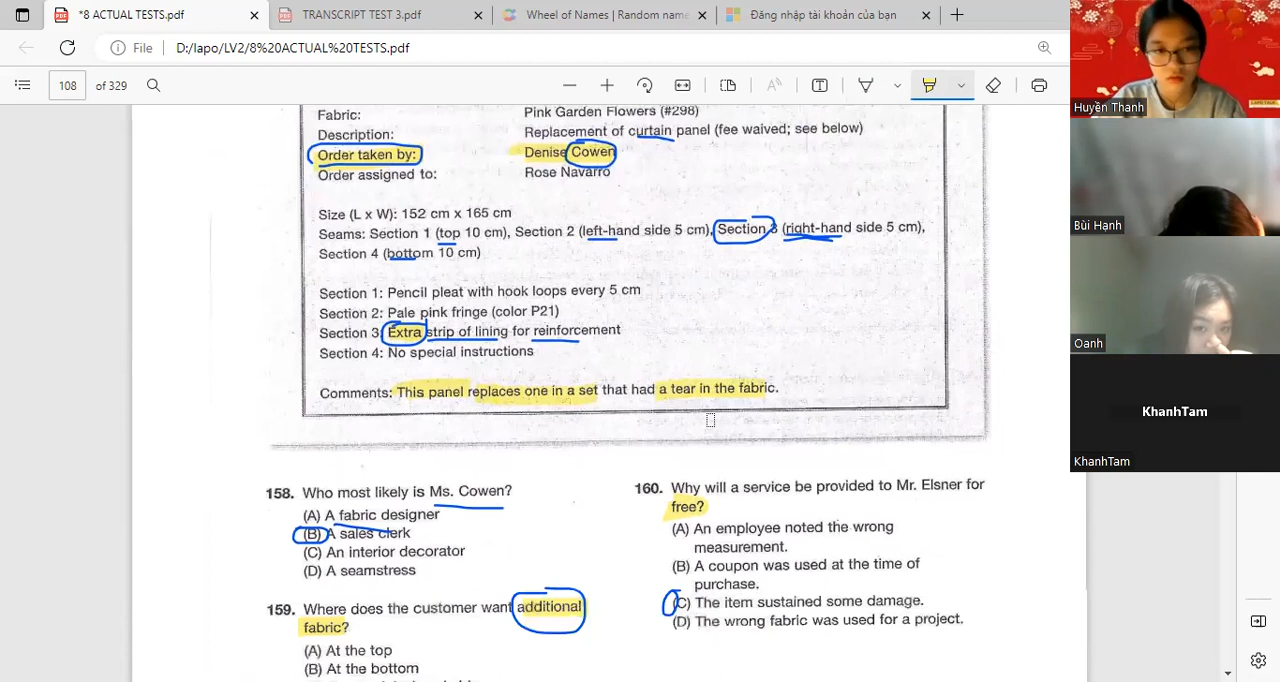 *8 ACTUAL TESTS.pdf
TRANSCRIPT TEST 3.pdf
Wheel of Names | Random name
Đăng nhập tài khoản của bạn
File
D:/lapo/LV2/8%20ACTUAL%20TESTS.pdf
108 of 329
Fabric: Pink Garden Flowers (#298)
Description: Replacement of curtain panel (fee waived; see below)
Order taken by: Denise Cowen
Order assigned to: Rose Navarro
Size (L x W): 152 cm x 165 cm
Seams: Section 1 (top 10 cm), Section 2 (left-hand side 5 cm), Section 3 (right-hand side 5 cm),
Section 4 (bottom 10 cm)
Section 1: Pencil pleat with hook loops every 5 cm
Section 2: Pale pink fringe (color P21)
Section 3: Extra strip of lining for reinforcement
Section 4: No special instructions
Comments: This panel replaces one in a set that had a tear in the fabric.
158. Who most likely is Ms. Cowen?
(A) A fabric designer
(B) A sales clerk
(C) An interior decorator
(D) A seamstress
159. Where does the customer want additional
fabric?
(A) At the top
(B) At the bottom
160. Why will a service be provided to Mr. Elsner for
free?
(A) An employee noted the wrong
measurement.
(B) A coupon was used at the time of
purchase.
(C) The item sustained some damage.
(D) The wrong fabric was used for a project.
Huyền Thanh
Bùi Hạnh
Oanh
KhanhTam
KhanhTam